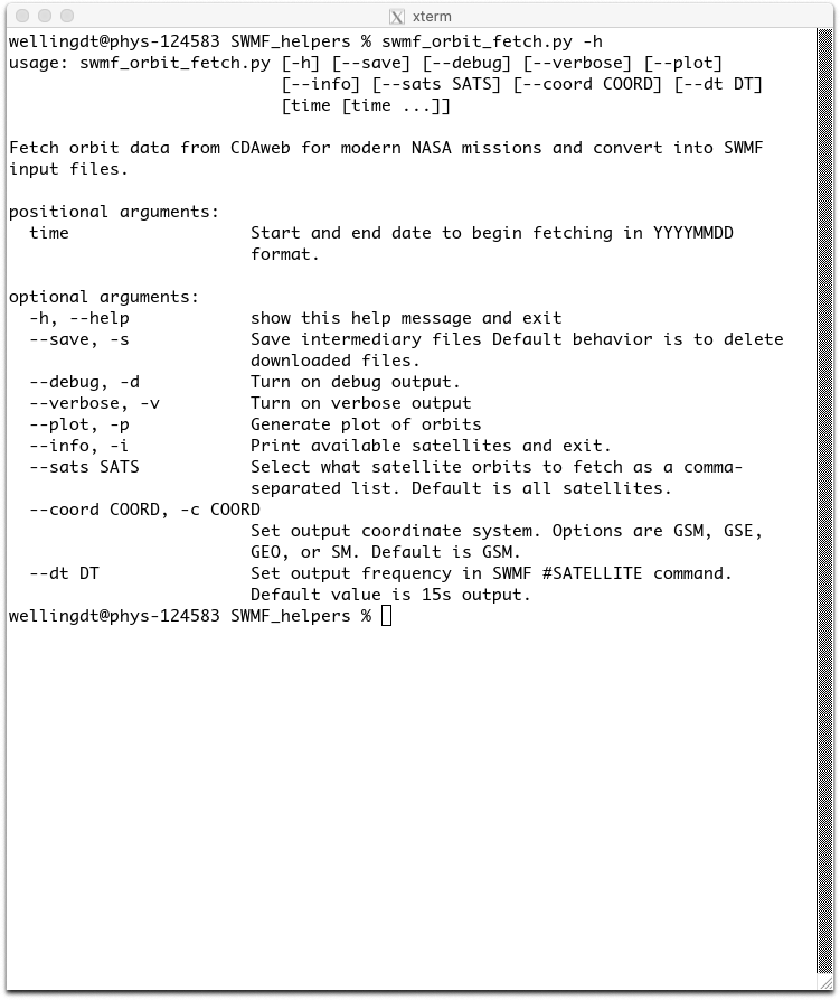 xterm
wellingdt@phys-124583 SWMF_helpers % swmf_orbit_fetch.py -h
usage: swmf_orbit_fetch.py [-h] [--save] [--debug] [--verbose] [--plot]
                           [--info] [--sats SATS] [--coord COORD] [--dt DT]
                           [time [time ...]]

Fetch orbit data from CDAweb for modern NASA missions and convert into SWMF
input files.

positional arguments:
  time                  Start and end date to begin fetching in YYYYMMDD
                        format.

optional arguments:
  -h, --help            show this help message and exit
  --save, -s            Save intermediary files Default behavior is to delete
                        downloaded files.
  --debug, -d           Turn on debug output.
  --verbose, -v         Turn on verbose output
  --plot, -p            Generate plot of orbits
  --info, -i            Print available satellites and exit.
  --sats SATS           Select what satellite orbits to fetch as a comma-
                        separated list. Default is all satellites.
  --coord COORD, -c COORD
                        Set output coordinate system. Options are GSM, GSE,
                        GEO, or SM. Default is GSM.
  --dt DT               Set output frequency in SWMF #SATELLITE command.
                        Default value is 15s output.
wellingdt@phys-124583 SWMF_helpers %